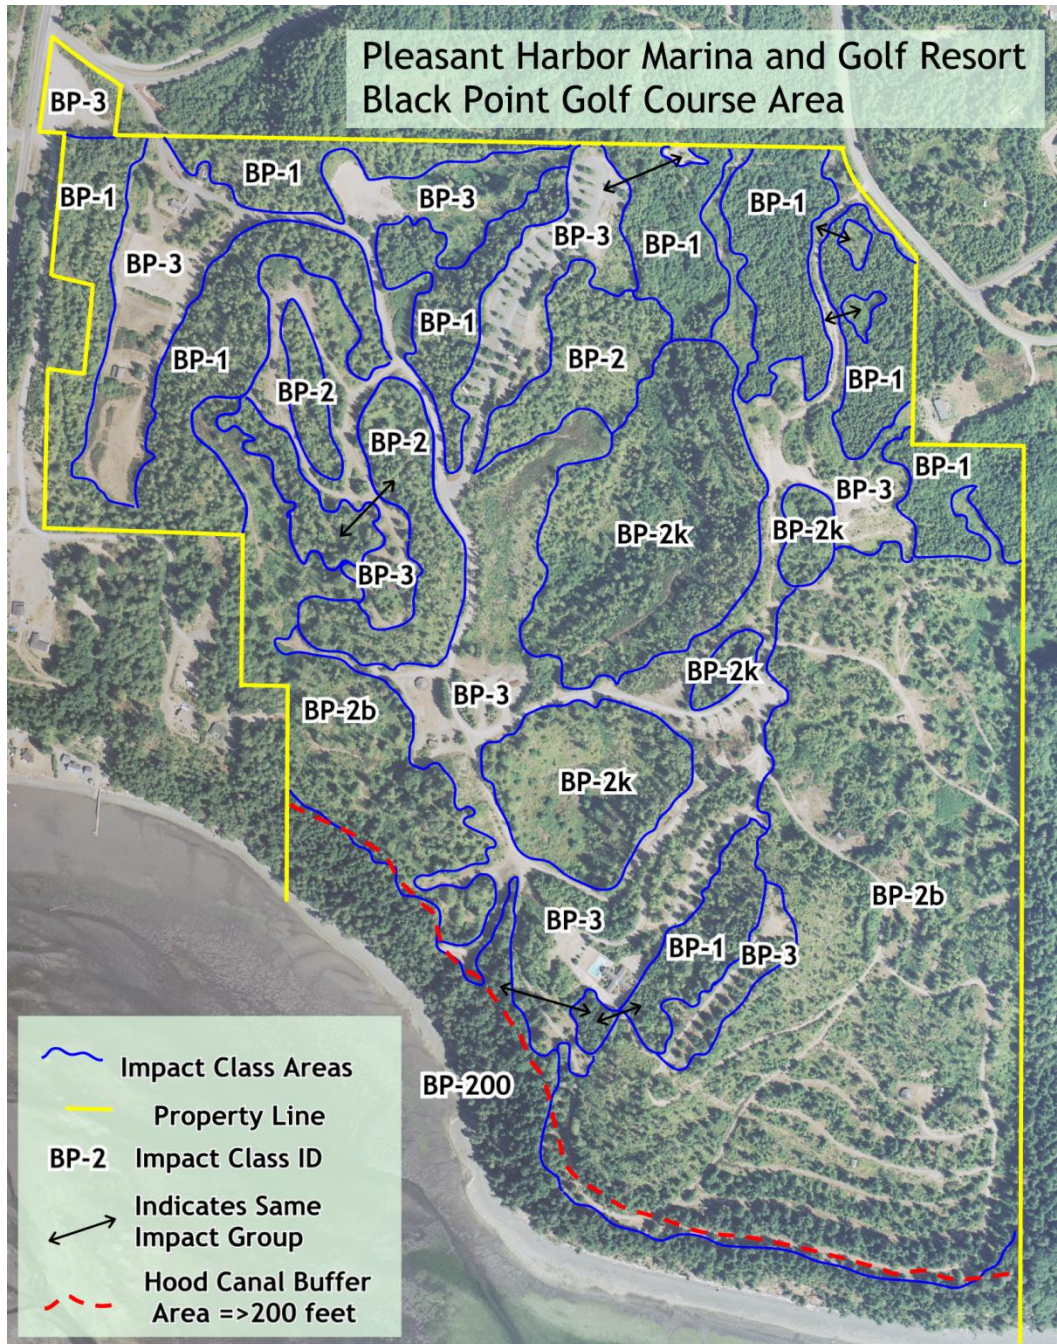 Pleasant Harbor Marina and Golf Resort
Black Point Golf Course Area
BP-3
BP-1
BP-1
BP-3
BP-1
BP-3
BP-1
BP-3
BP-1
BP-1
BP-2
BP-1
BP-2
BP-1
BP-2
BP-1
BP-3
BP-2k
BP-2k
BP-3
BP-2k
BP-3
BP-2b
BP-2k
BP-2b
BP-3
BP-1
BP-3
BP-200
Impact Class Areas
Property Line
BP-2
Impact Class ID
Indicates Same
Impact Group
Hood Canal Buffer
Area =>200 feet